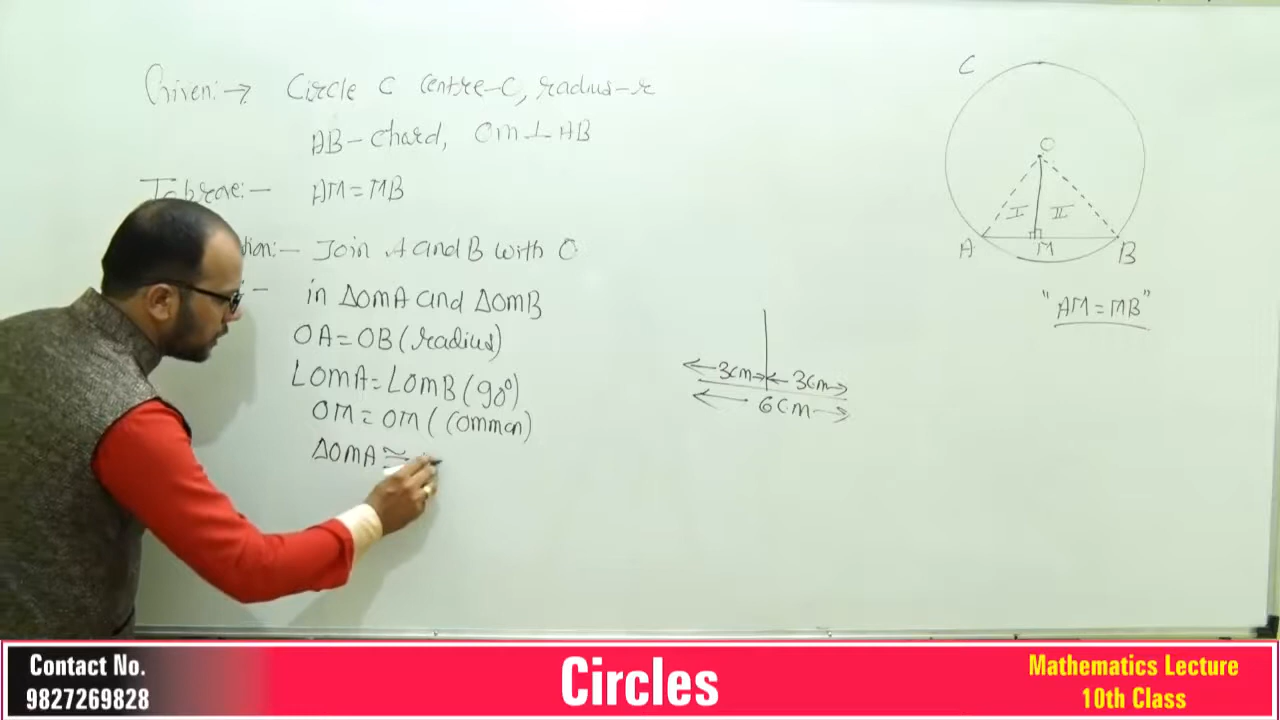 Given:→ Circle C centre-C, radius-r
AB-chard, OM⊥AB
To prove:- AM=MB
tion:- Join A and B with O
- in ΔOMA and ΔOMB
OA=OB (radius)
∠OMA=∠OMB (90°)
OM=OM (Common)
ΔOMA≅
C
O
I II
A M B
"AM=MB"
3cm 3cm
6cm
Contact No.
9827269828
Circles
Mathematics Lecture
10th Class